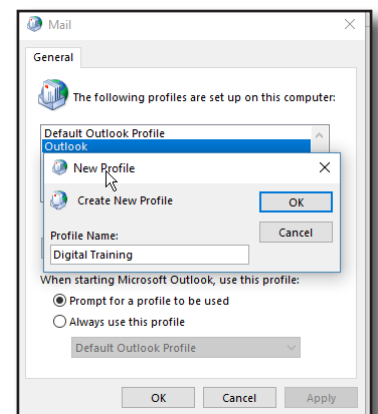 Mail
General
The following profiles are set up on this computer:
Default Outlook Profile
Outlook
New Profile
Create New Profile
OK
Cancel
Profile Name:
Digital Training
When starting Microsoft Outlook, use this profile:
Prompt for a profile to be used
Always use this profile
Default Outlook Profile
OK Cancel Apply